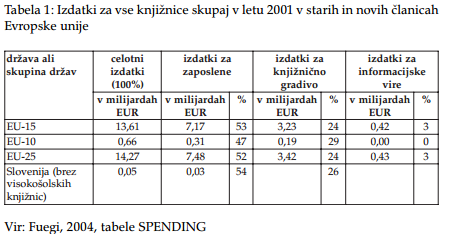 Tabela 1: Izdatki za vse knjižnice skupaj v letu 2001 v starih in novih članicah
Evropske unije
država ali skupina držav | celotni izdatki (100%) | izdatki za zaposlene | izdatki za knjižnično gradivo | izdatki za informacijske vire
v milijardah EUR | v milijardah EUR | % | v milijardah EUR | % | v milijardah EUR | %
EU-15 | 13,61 | 7,17 | 53 | 3,23 | 24 | 0,42 | 3
EU-10 | 0,66 | 0,31 | 47 | 0,19 | 29 | 0,00 | 0
EU-25 | 14,27 | 7,48 | 52 | 3,42 | 24 | 0,43 | 3
Slovenija (brez visokošolskih knjižnic) | 0,05 | 0,03 | 54 | 26
Vir: Fuegi, 2004, tabele SPENDING